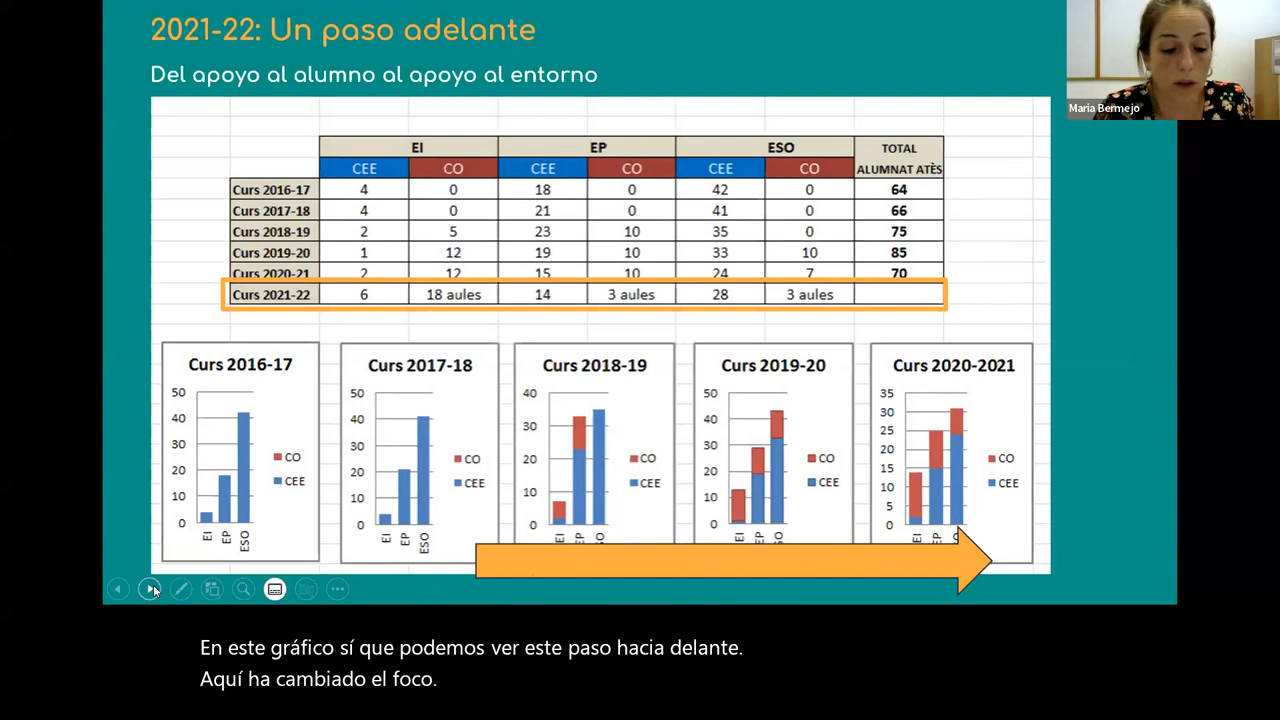 2021-22: Un paso adelante
Del apoyo al alumno al apoyo al entorno
Maria Bermejo
EI EP ESO TOTAL
CEE CO CEE CO CEE CO ALUMNAT ATÈS
Curs 2016-17 4 0 18 0 42 0 64
Curs 2017-18 4 0 21 0 41 0 66
Curs 2018-19 2 5 23 10 35 0 75
Curs 2019-20 1 12 19 10 33 10 85
Curs 2020-21 2 12 15 10 24 7 70
Curs 2021-22 6 18 aules 14 3 aules 28 3 aules
Curs 2016-17
50
40
30
20
10
0
EI EP ESO
CO
CEE
Curs 2017-18
50
40
30
20
10
0
EI EP ESO
CO
CEE
Curs 2018-19
40
30
20
10
0
CO
CEE
Curs 2019-20
50
40
30
20
10
0
CO
CEE
Curs 2020-2021
35
30
25
20
15
10
5
0
CO
CEE
En este gráfico sí que podemos ver este paso hacia delante.
Aquí ha cambiado el foco.